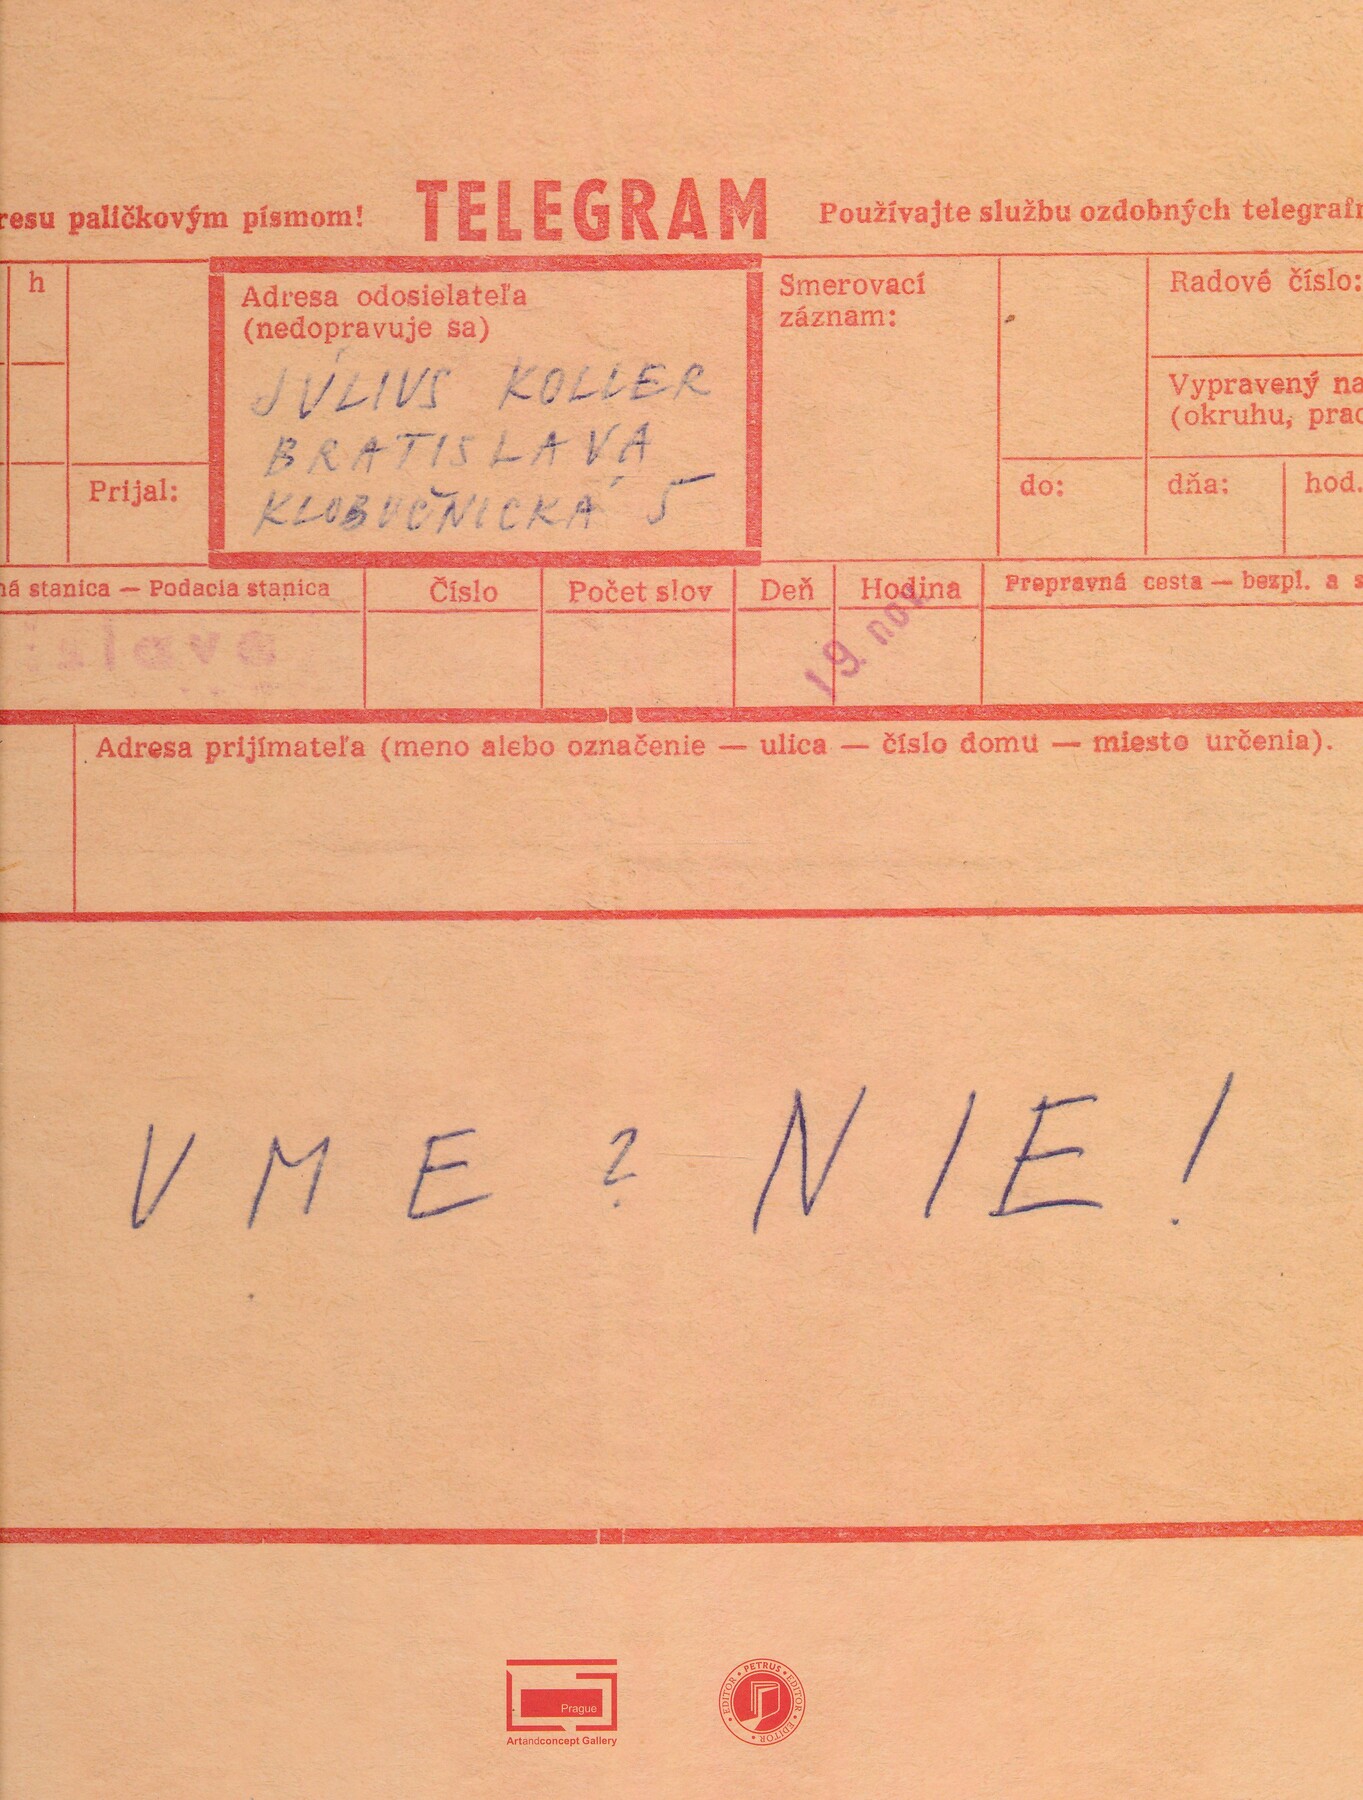 resu paličkovým písmom!
TELEGRAM
Používajte službu ozdobných telegrafn
h
Adresa odosielateľa
(nedopravuje sa)
JÚLIUS KOLLER
BRATISLAVA
KLOBUČNICKÁ 5
Prijal:
Smerovací
záznam:
do:
Radové číslo:
Vypravený na
(okruhu, prac
dňa:
hod.
ná stanica — Podacia stanica
Číslo
Počet slov
Deň
Hodina
Prepravná cesta — bezpl. a s
19. nov
Adresa prijímateľa (meno alebo označenie — ulica — číslo domu — miesto určenia).
V M E ? N I E !
Prague
Artandconcept Gallery
EDITOR • PETRUS • EDITOR • EDITOR